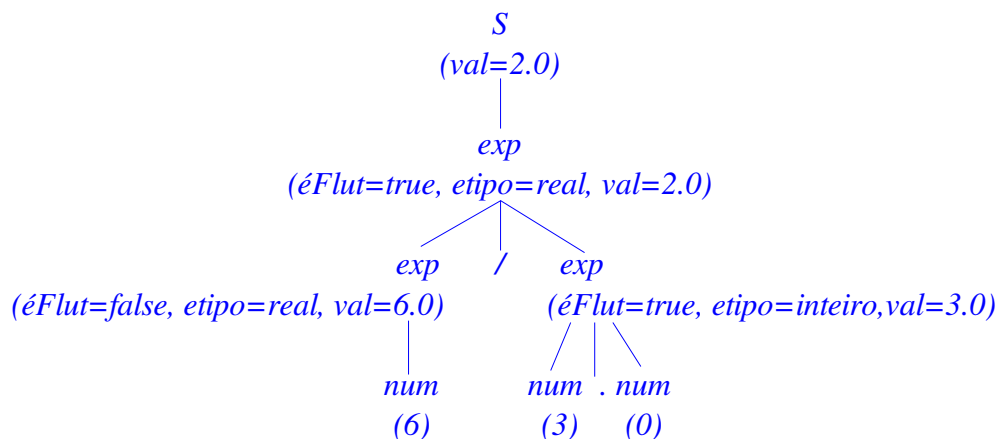 S
(val=2.0)
exp
(éFlut=true, etipo=real, val=2.0)
exp / exp
(éFlut=false, etipo=real, val=6.0) (éFlut=true, etipo=inteiro,val=3.0)
num num . num
(6) (3) (0)